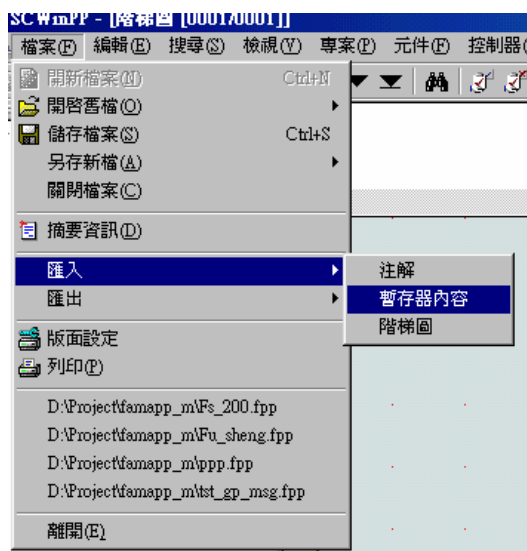 SCWinPP - [階梯圖 [0001/0001]]
檔案(F) 編輯(E) 搜尋(S) 檢視(V) 專案(P) 元件(F) 控制器(
開新檔案(N) Ctrl+N
開啓舊檔(O)
儲存檔案(S) Ctrl+S
另存新檔(A)
關閉檔案(C)
摘要資訊(D)
匯入
注解
匯出
暫存器內容
階梯圖
版面設定
列印(P)
D:\Project\famapp_m\Fs_200.fpp
D:\Project\famapp_m\Fu_sheng.fpp
D:\Project\famapp_m\ppp.fpp
D:\Project\famapp_m\tst_gp_msg.fpp
離開(E)